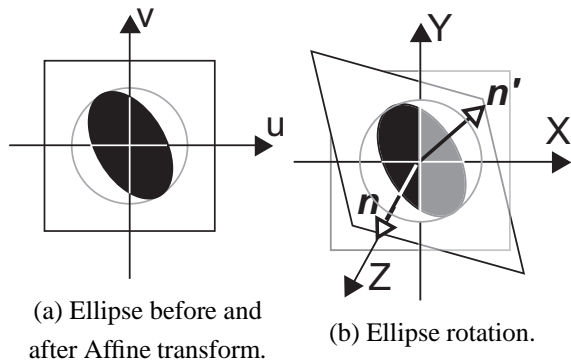 v
u
(a) Ellipse before and
after Affine transform.
Y
n'
X
n
Z
(b) Ellipse rotation.